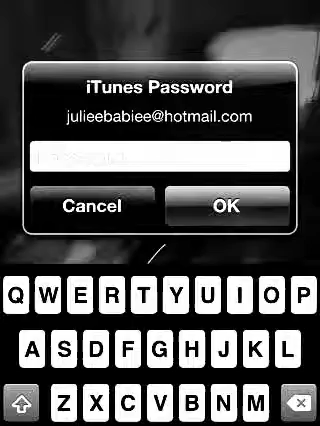 iTunes Password
julieebabiee@hotmail.com
Cancel OK
Q W E R T Y U I O P
A S D F G H J K L
Z X C V B N M